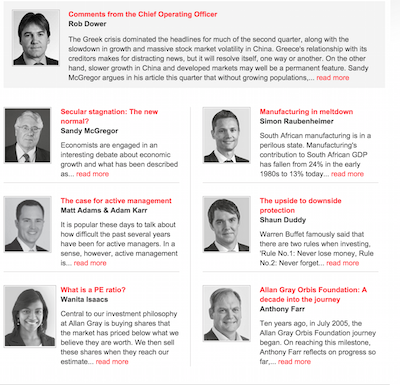 Comments from the Chief Operating Officer
Rob Dower
The Greek crisis dominated the headlines for much of the second quarter, along with the
slowdown in growth and massive stock market volatility in China. Greece's relationship with its
creditors makes for distracting news, but it will resolve itself, one way or another. On the other
hand, slower growth in China and developed markets may well be a permanent feature. Sandy
McGregor argues in his article this quarter that without growing populations,... read more
Secular stagnation: The new
normal?
Sandy McGregor
Economists are engaged in an
interesting debate about economic
growth and what has been described
as... read more
Manufacturing in meltdown
Simon Raubenheimer
South African manufacturing is in a
perilous state. Manufacturing's
contribution to South African GDP
has fallen from 24% in the early
1980s to 13% today... read more
The case for active management
Matt Adams & Adam Karr
It is popular these days to talk about
how difficult the past several years
have been for active managers. In a
sense, however, active management
is... read more
The upside to downside
protection
Shaun Duddy
Warren Buffet famously said that
there are two rules when investing,
'Rule No.1: Never lose money, Rule
No.2: Never forget... read more
What is a PE ratio?
Wanita Isaacs
Central to our investment philosophy
at Allan Gray is buying shares that
the market has priced below what we
believe they are worth. We then sell
these shares when they reach our
estimate... read more
Allan Gray Orbis Foundation: A
decade into the journey
Anthony Farr
Ten years ago, in July 2005, the
Allan Gray Orbis Foundation journey
began. On reaching this milestone,
Anthony Farr reflects on progress so
far,... read more